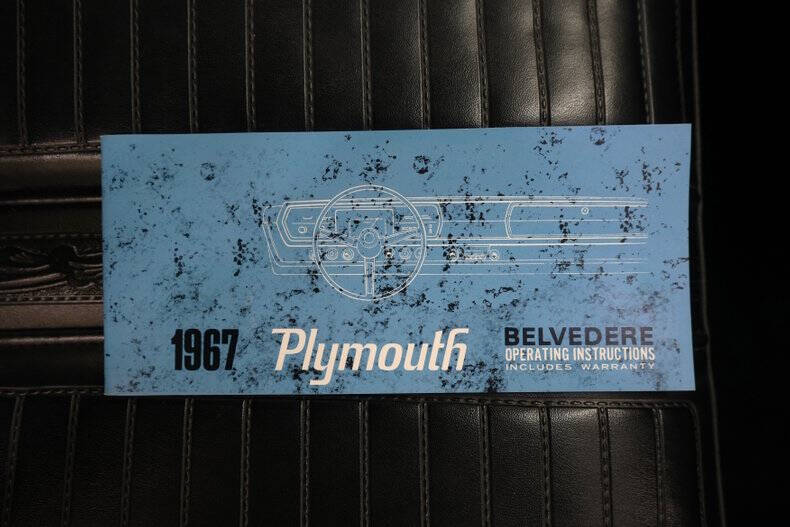 1967 Plymouth BELVEDERE
OPERATING INSTRUCTIONS
INCLUDES WARRANTY